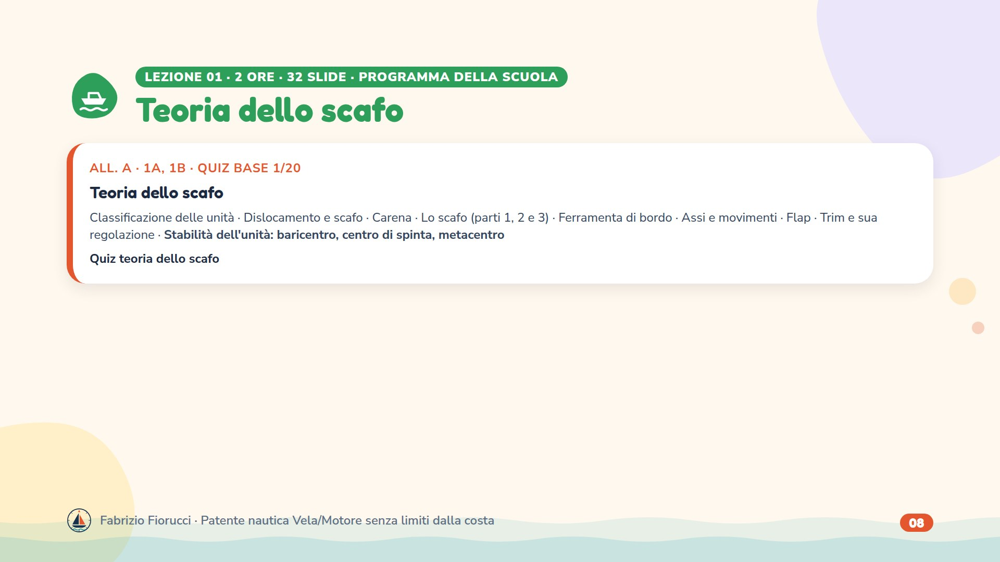 LEZIONE 01 · 2 ORE · 32 SLIDE · PROGRAMMA DELLA SCUOLA
Teoria dello scafo
ALL. A · 1A, 1B · QUIZ BASE 1/20
Teoria dello scafo
Classificazione delle unità · Dislocamento e scafo · Carena · Lo scafo (parti 1, 2 e 3) · Ferramenta di bordo · Assi e movimenti · Flap · Trim e sua
regolazione · Stabilità dell'unità: baricentro, centro di spinta, metacentro
Quiz teoria dello scafo
Fabrizio Fiorucci · Patente nautica Vela/Motore senza limiti dalla costa
08